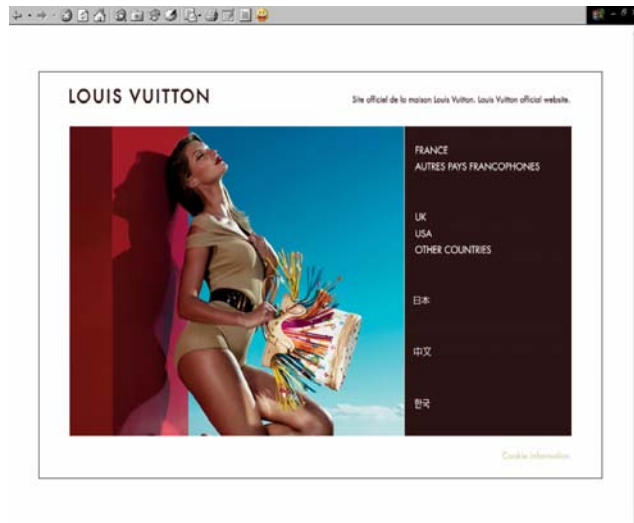 LOUIS VUITTON
Site officiel de la maison Louis Vuitton. Louis Vuitton official website.
FRANCE
AUTRES PAYS FRANCOPHONES
UK
USA
OTHER COUNTRIES
日本
中文
한국
Cookie information